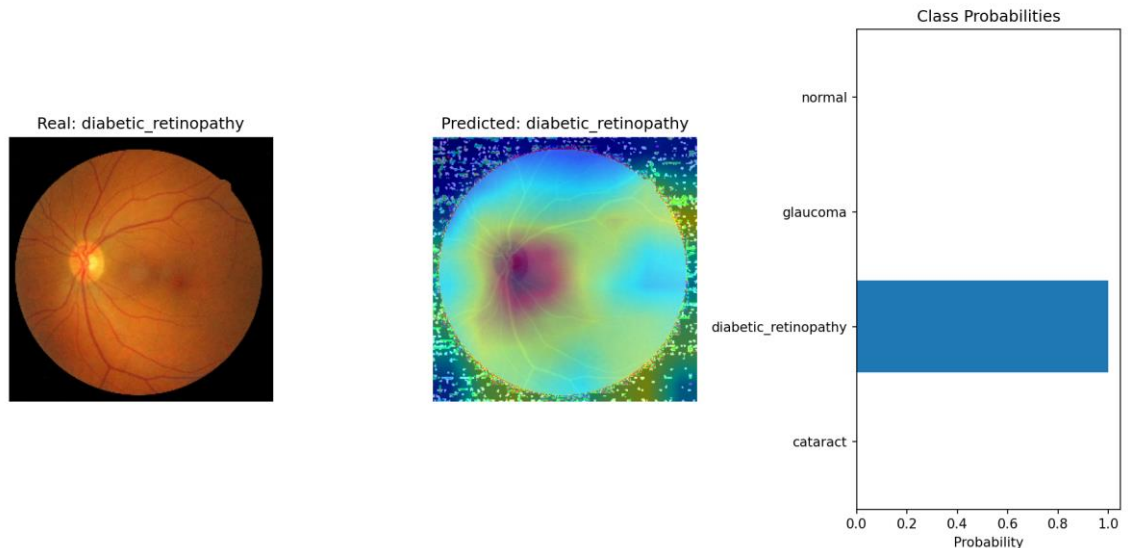 Real: diabetic_retinopathy
Predicted: diabetic_retinopathy
Class Probabilities
normal
glaucoma
diabetic_retinopathy
cataract
0.0 0.2 0.4 0.6 0.8 1.0
Probability